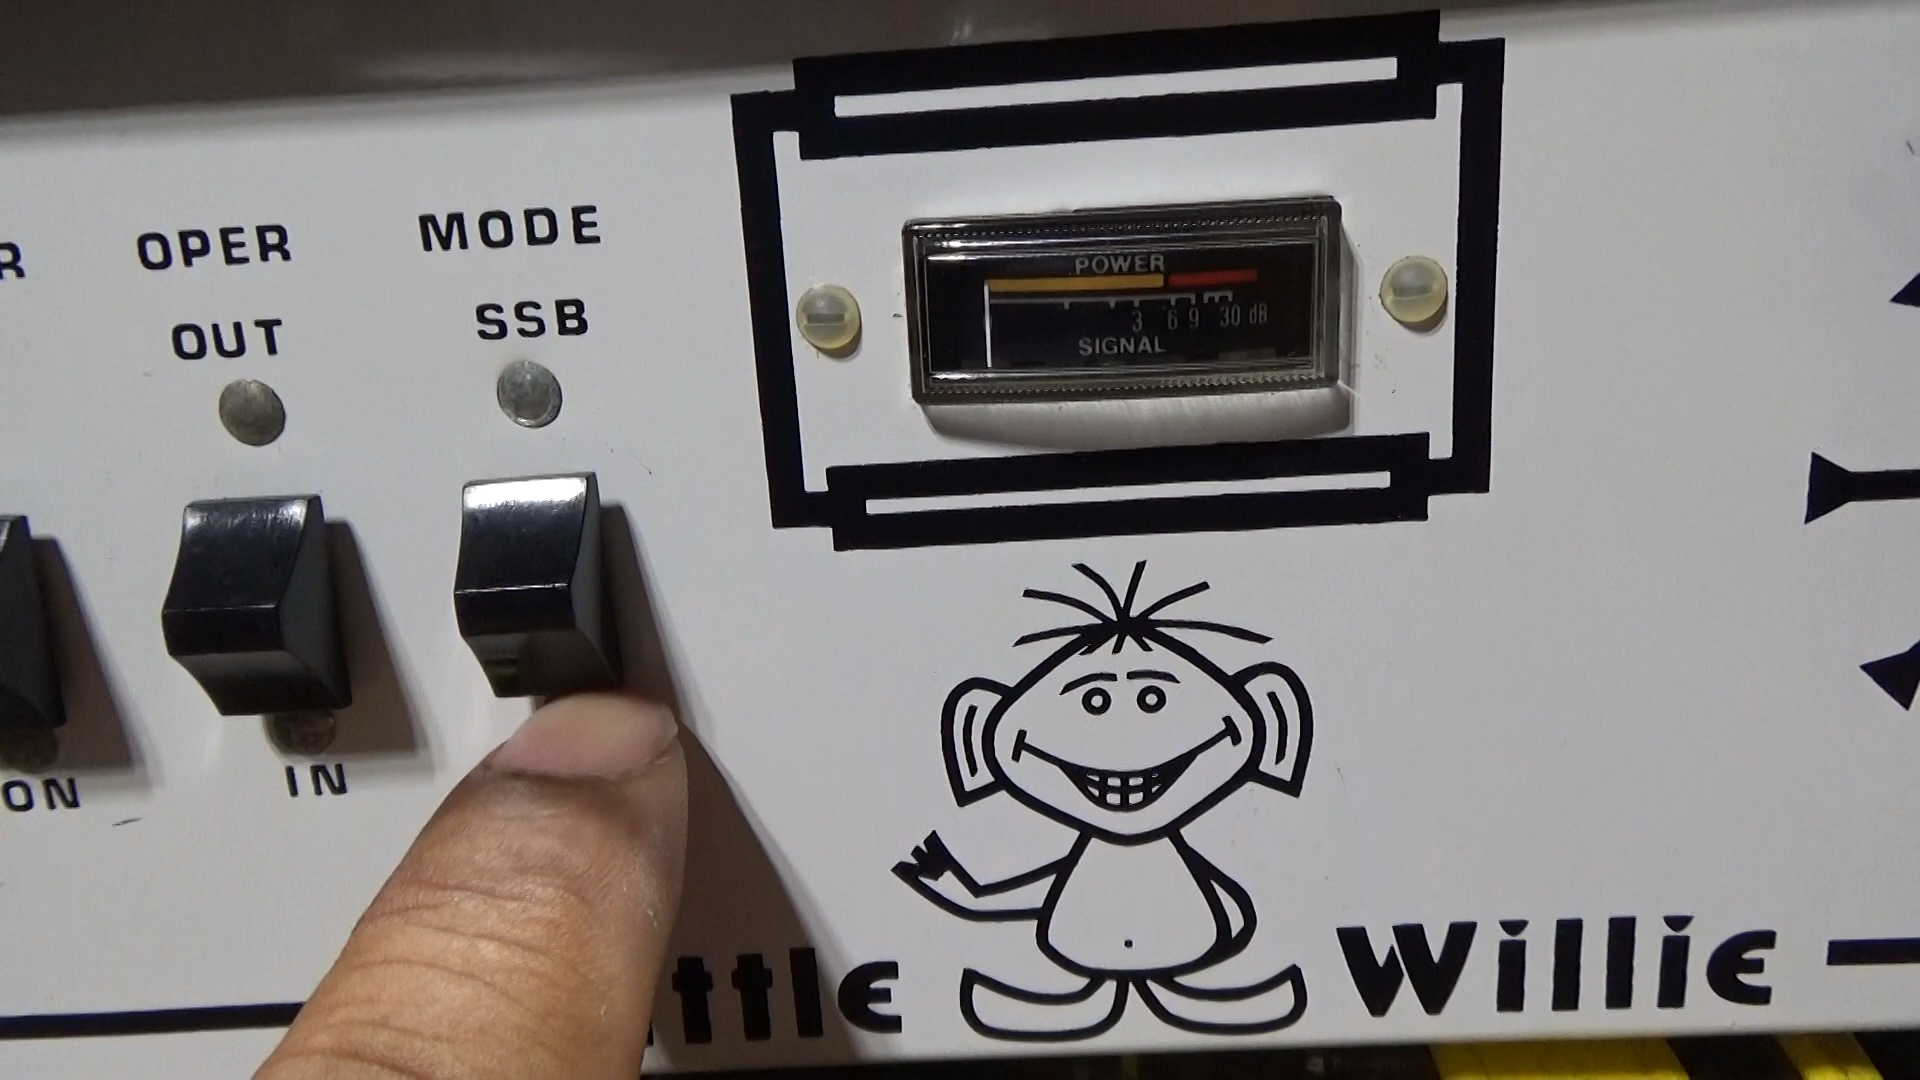 R
OPER
MODE
OUT
SSB
POWER
3 6 9 30 dB
SIGNAL
ON
IN
ttle Willie